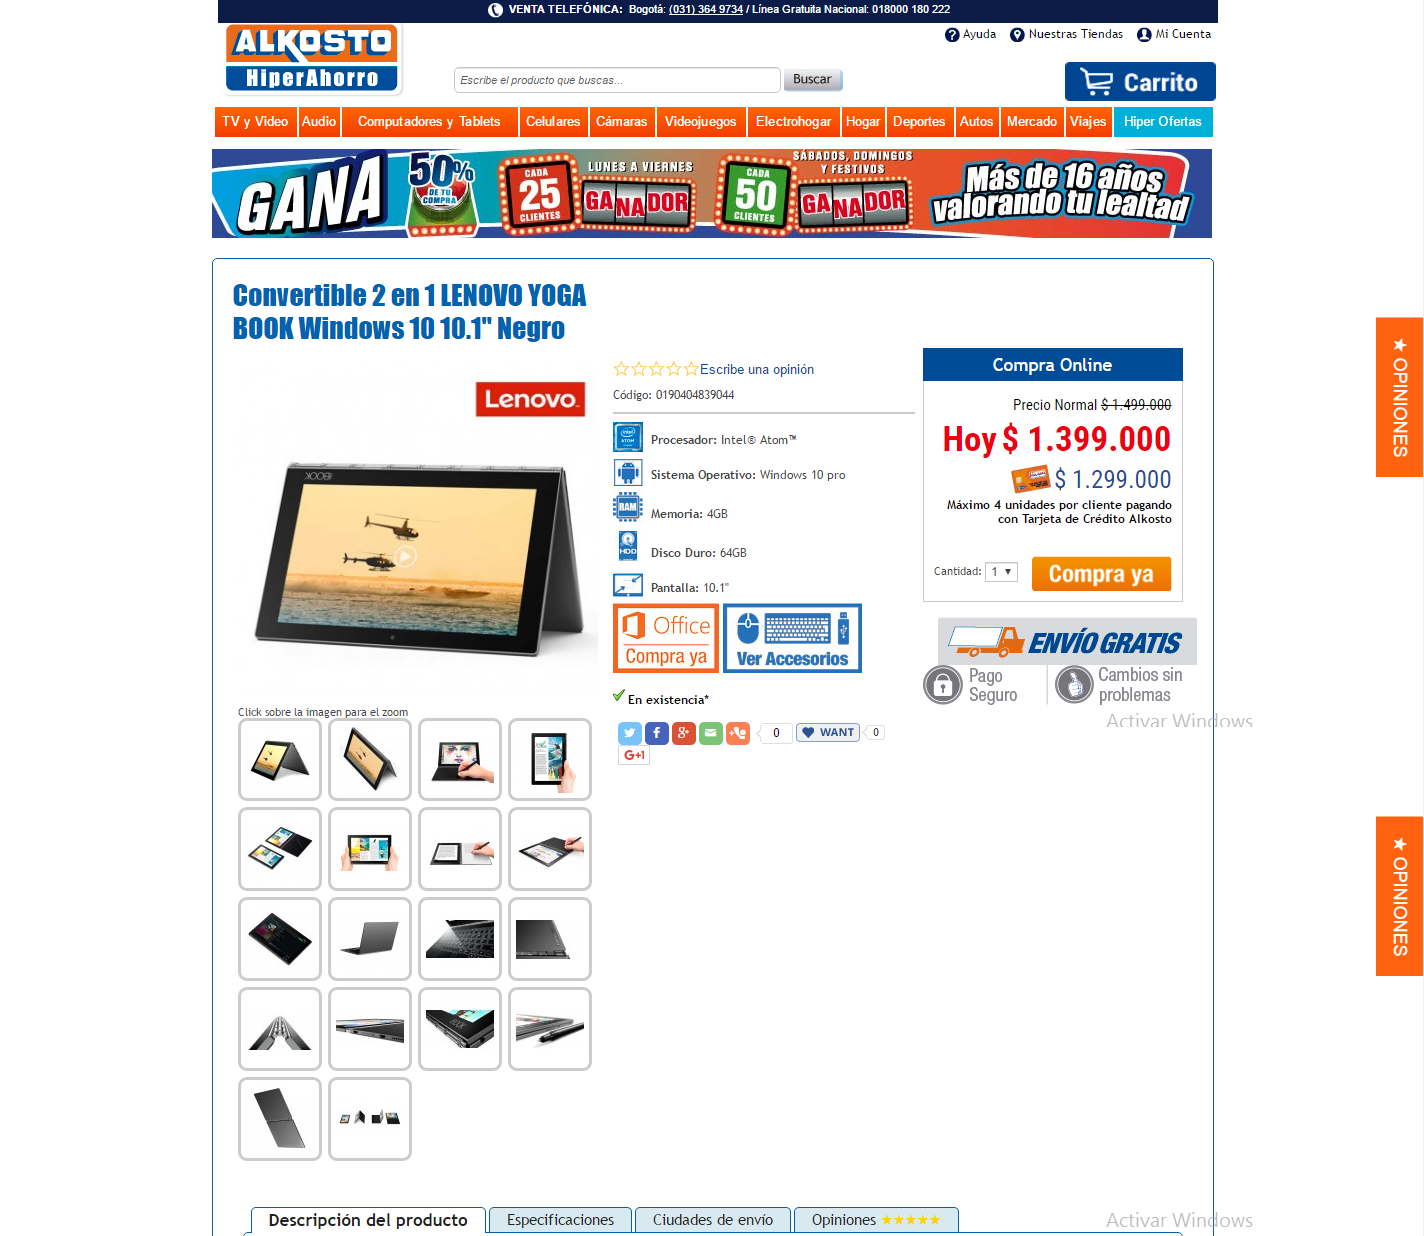 VENTA TELEFÓNICA: Bogotá: (031) 364 9734 / Línea Gratuita Nacional: 018000 180 222
ALKOSTO
HiperAhorro
Ayuda
Nuestras Tiendas
Mi Cuenta
Escribe el producto que buscas...
Buscar
Carrito
TV y Video Audio Computadores y Tablets Celulares Cámaras Videojuegos Electrohogar Hogar Deportes Autos Mercado Viajes Hiper Ofertas
GANA
50%
DE TU
COMPRA
CADA
25
CLIENTES
LUNES A VIERNES
GANADOR
CADA
50
CLIENTES
SÁBADOS, DOMINGOS
Y FESTIVOS
GANADOR
Más de 16 años
valorando tu lealtad
Convertible 2 en 1 LENOVO YOGA
BOOK Windows 10 10.1" Negro
Lenovo
Escribe una opinión
Código: 0190404839044
Procesador: Intel® Atom™
Sistema Operativo: Windows 10 pro
RAM
Memoria: 4GB
HDD
Disco Duro: 64GB
Pantalla: 10.1"
Office
Compra ya
Ver Accesorios
En existencia*
0
WANT
0
G+1
Compra Online
Precio Normal $ 1.499.000
Hoy $ 1.399.000
$ 1.299.000
Máximo 4 unidades por cliente pagando
con Tarjeta de Crédito Alkosto
Cantidad: 1
Compra ya
ENVÍO GRATIS
Pago
Seguro
Cambios sin
problemas
Activar Windows
OPINIONES
OPINIONES
Click sobre la imagen para el zoom
Descripción del producto
Especificaciones
Ciudades de envío
Opiniones
Activar Windows